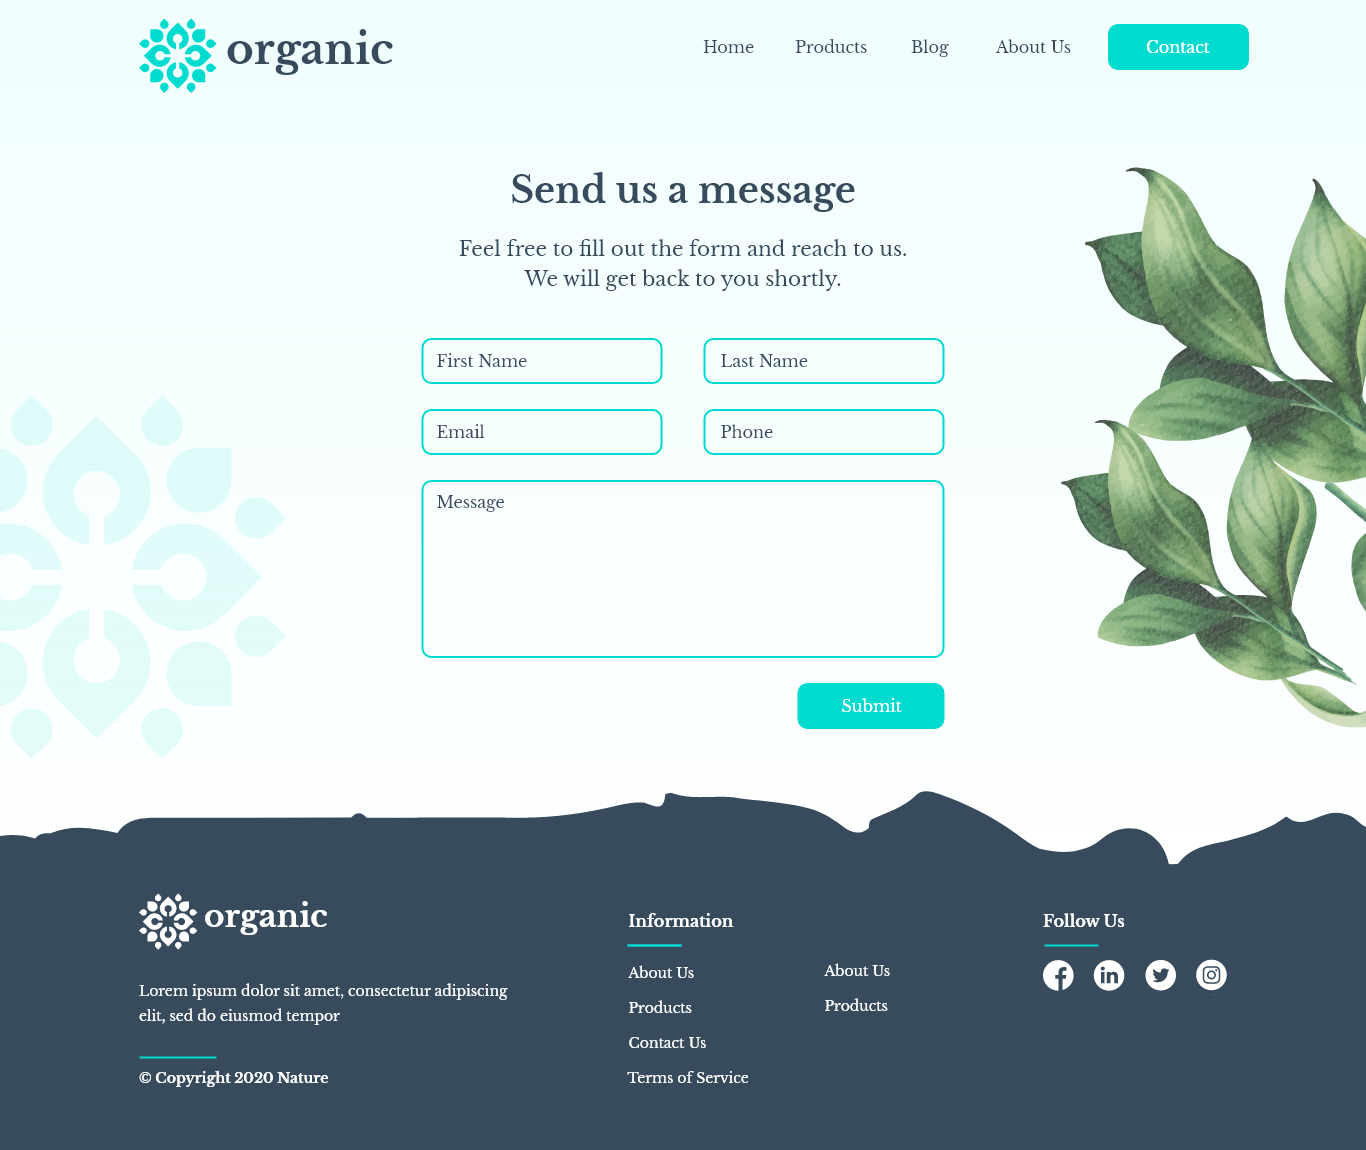 organic
Home
Products
Blog
About Us
Contact
Send us a message
Feel free to fill out the form and reach to us.
We will get back to you shortly.
First Name
Last Name
Email
Phone
Message
Submit
organic
Lorem ipsum dolor sit amet, consectetur adipiscing
elit, sed do eiusmod tempor
© Copyright 2020 Nature
Information
About Us
Products
Contact Us
Terms of Service
About Us
Products
Follow Us